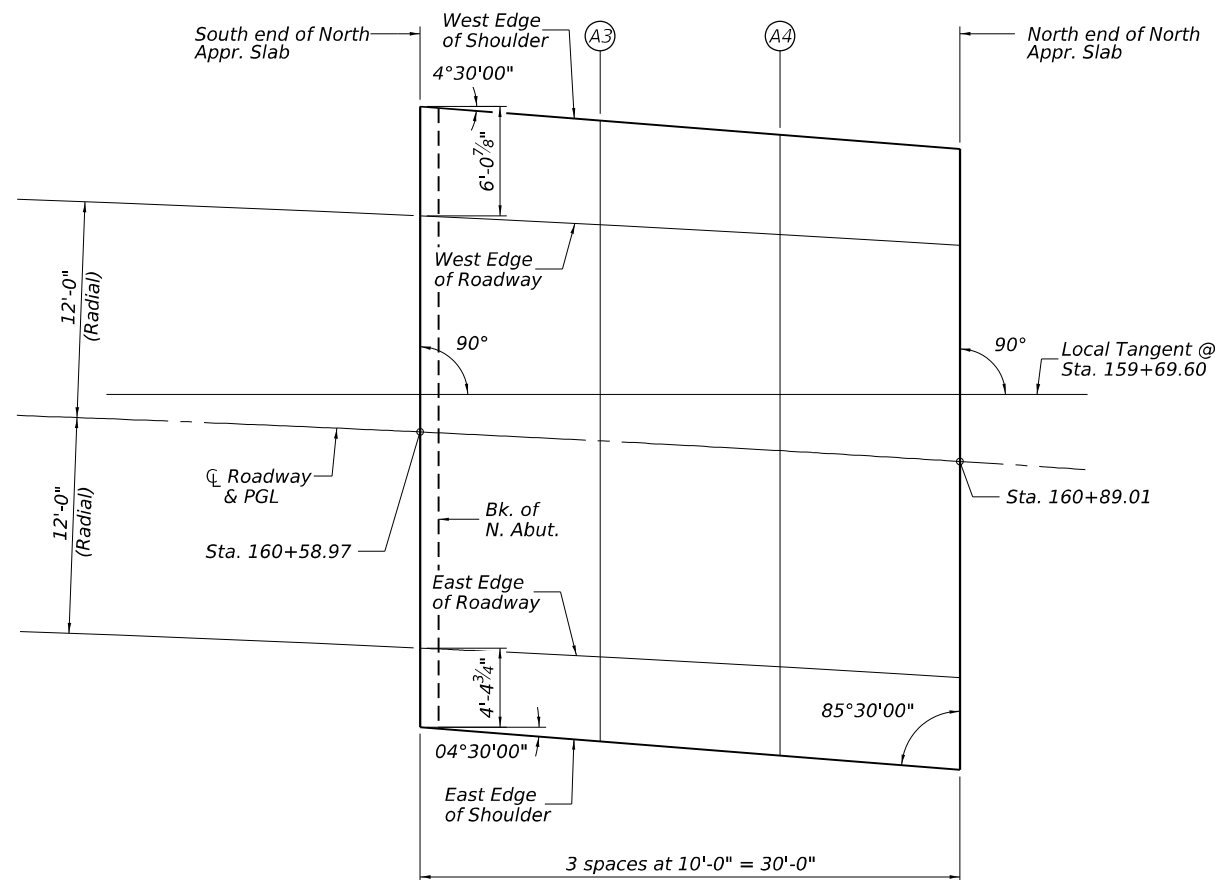 South end of North
Appr. Slab
West Edge
of Shoulder
A3
A4
North end of North
Appr. Slab
4°30'00"
6'-0⅞"
West Edge
of Roadway
12'-0"
(Radial)
90°
90°
Local Tangent @
Sta. 159+69.60
℄ Roadway
& PGL
Sta. 160+89.01
12'-0"
(Radial)
Bk. of
N. Abut.
Sta. 160+58.97
East Edge
of Roadway
4'-4¾"
85°30'00"
04°30'00"
East Edge
of Shoulder
3 spaces at 10'-0" = 30'-0"